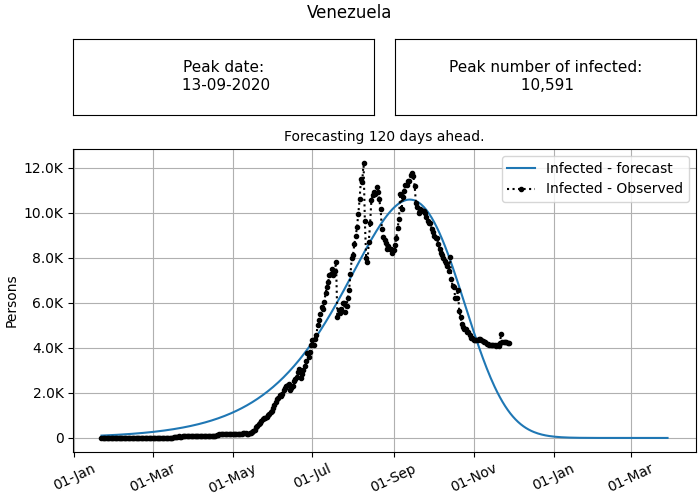 Venezuela
Peak date:
13-09-2020
Peak number of infected:
10,591
Forecasting 120 days ahead.
Infected - forecast
Infected - Observed
12.0K
10.0K
8.0K
6.0K
4.0K
2.0K
0
Persons
01-Jan
01-Mar
01-May
01-Jul
01-Sep
01-Nov
01-Jan
01-Mar